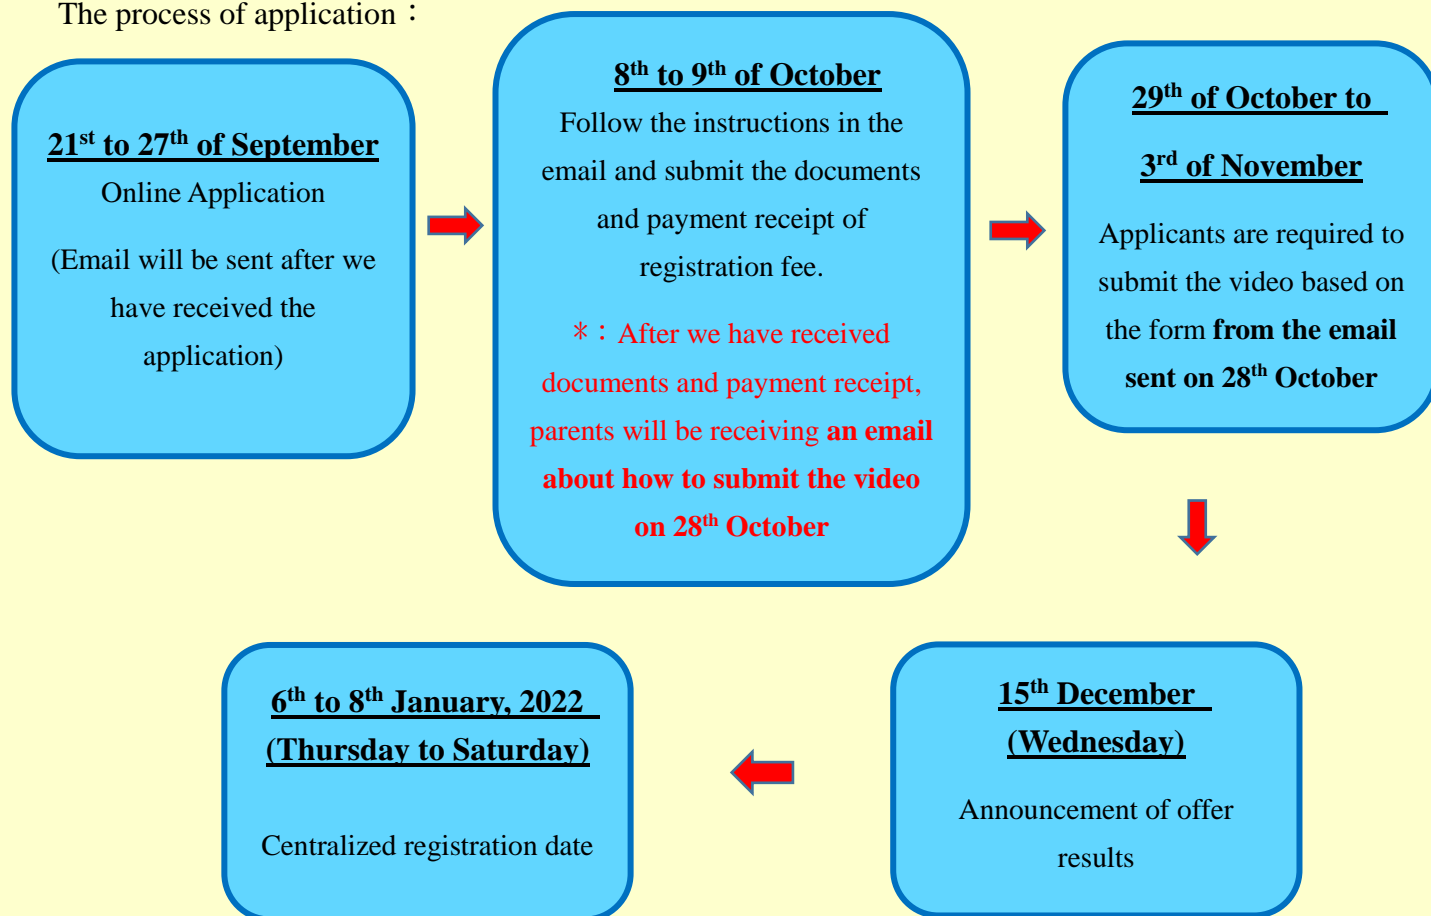 The process of application：
21st to 27th of September
Online Application
(Email will be sent after we
have received the
application)
8th to 9th of October
Follow the instructions in the
email and submit the documents
and payment receipt of
registration fee.
＊：After we have received
documents and payment receipt,
parents will be receiving an email
about how to submit the video
on 28th October
29th of October to
3rd of November
Applicants are required to
submit the video based on
the form from the email
sent on 28th October
15th December
(Wednesday)
Announcement of offer
results
6th to 8th January, 2022
(Thursday to Saturday)
Centralized registration date